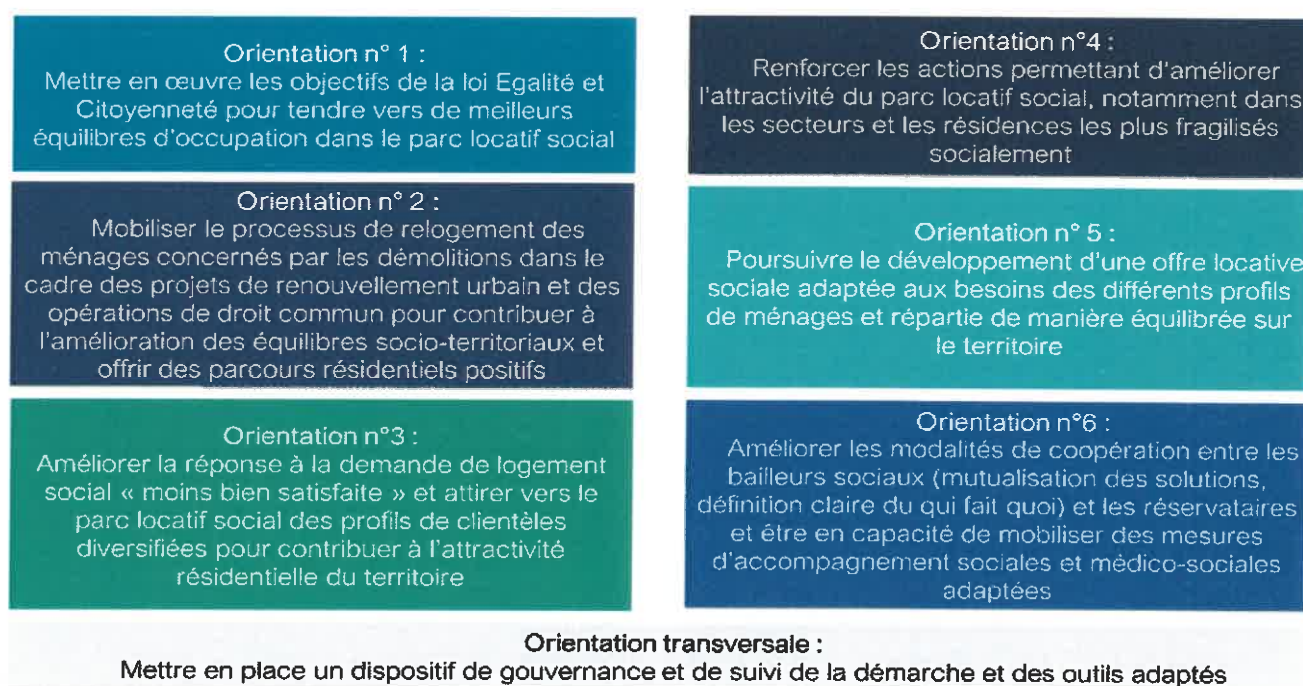 Orientation n° 1 :
Mettre en œuvre les objectifs de la loi Egalité et
Citoyenneté pour tendre vers de meilleurs
équilibres d'occupation dans le parc locatif social
Orientation n° 2 :
Mobiliser le processus de relogement des
ménages concernés par les démolitions dans le
cadre des projets de renouvellement urbain et des
opérations de droit commun pour contribuer à
l'amélioration des équilibres socio-territoriaux et
offrir des parcours résidentiels positifs
Orientation n°3 :
Améliorer la réponse à la demande de logement
social « moins bien satisfaite » et attirer vers le
parc locatif social des profils de clientèles
diversifiées pour contribuer à l'attractivité
résidentielle du territoire
Orientation n°4 :
Renforcer les actions permettant d'améliorer
l'attractivité du parc locatif social, notamment dans
les secteurs et les résidences les plus fragilisés
socialement
Orientation n° 5 :
Poursuivre le développement d'une offre locative
sociale adaptée aux besoins des différents profils
de ménages et répartie de manière équilibrée sur
le territoire
Orientation n°6 :
Améliorer les modalités de coopération entre les
bailleurs sociaux (mutualisation des solutions,
définition claire du qui fait quoi) et les réservataires
et être en capacité de mobiliser des mesures
d'accompagnement sociales et médico-sociales
adaptées
Orientation transversale :
Mettre en place un dispositif de gouvernance et de suivi de la démarche et des outils adaptés